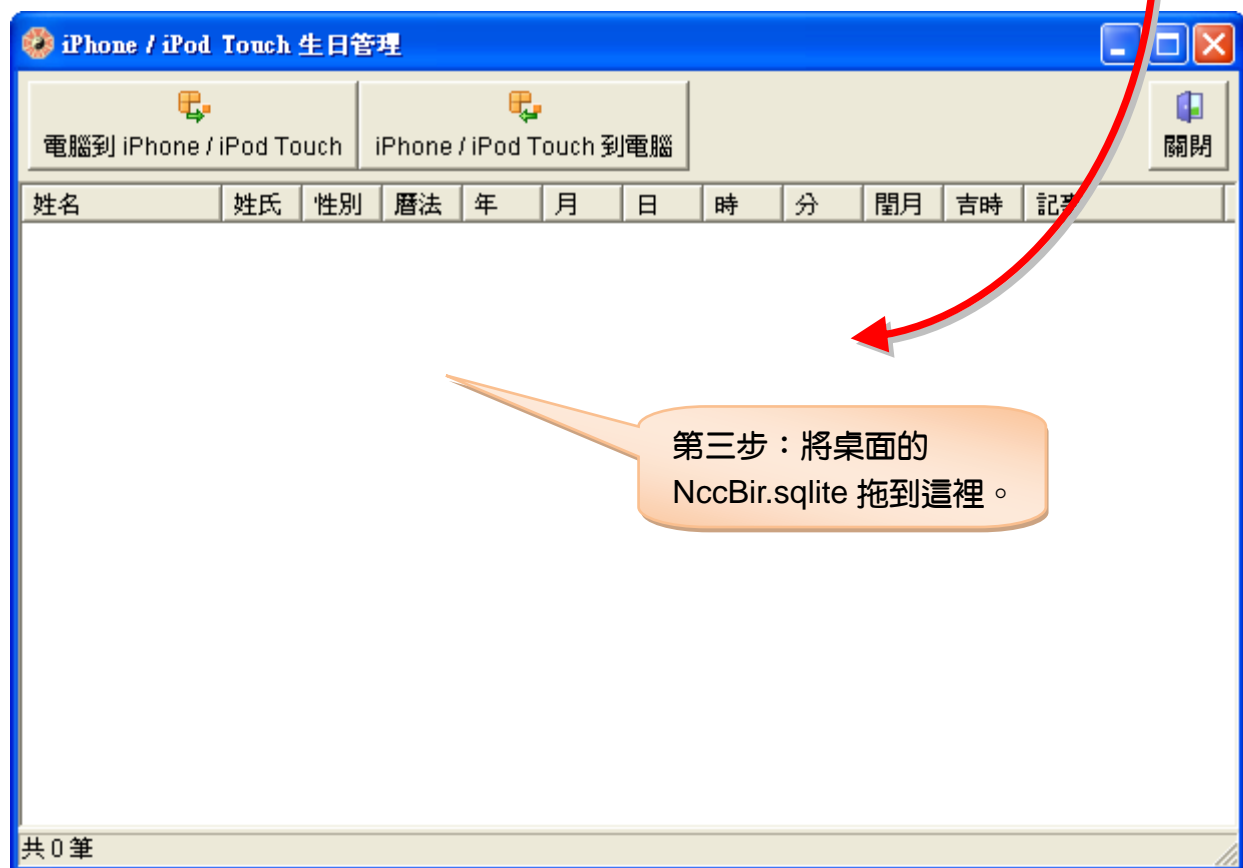 iPhone / iPod Touch 生日管理
電腦到 iPhone / iPod Touch
iPhone / iPod Touch 到電腦
關閉
姓名 姓氏 性別 曆法 年 月 日 時 分 閏月 吉時 記事
第三步：將桌面的
NccBir.sqlite 拖到這裡。
共 0 筆